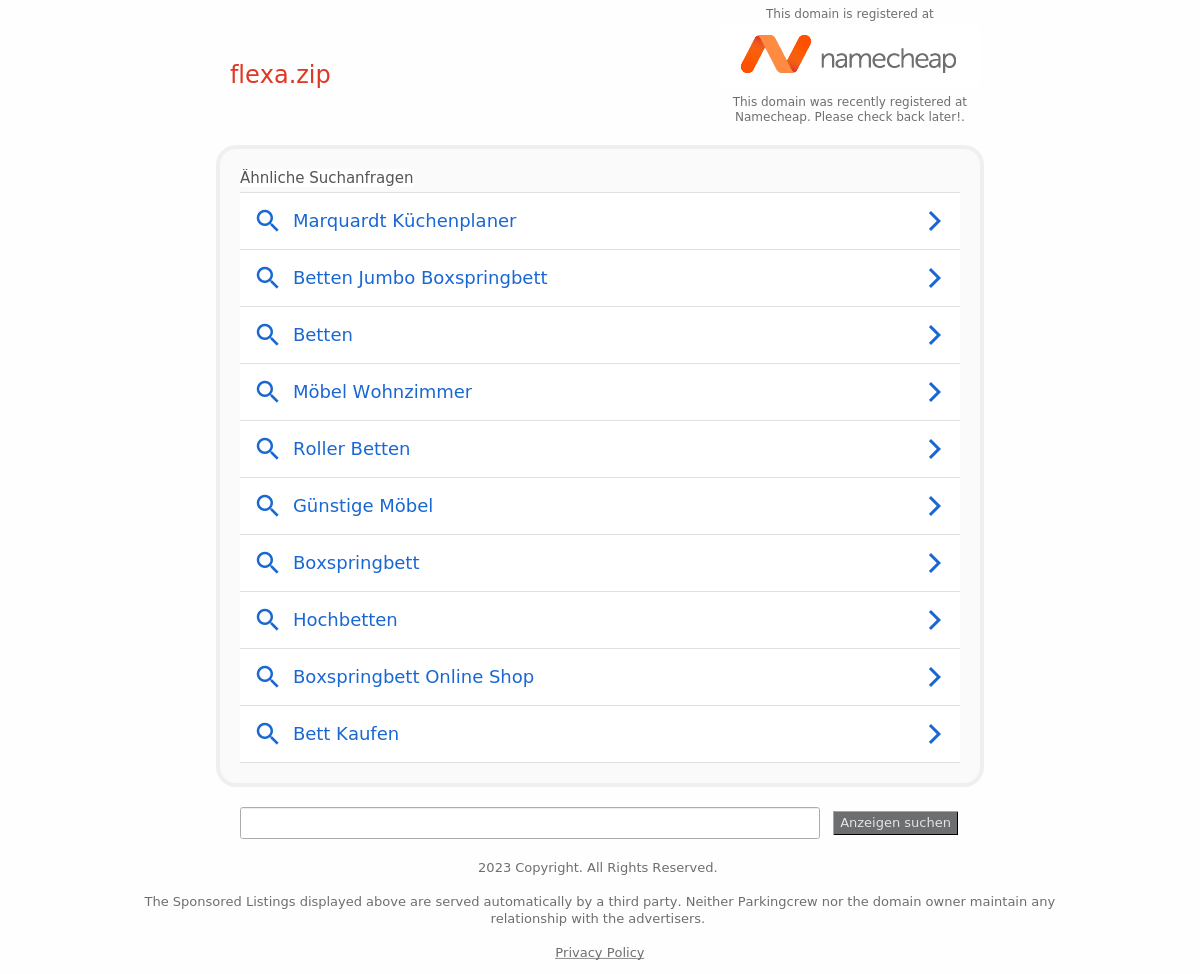 This domain is registered at
namecheap
flexa.zip
This domain was recently registered at
Namecheap. Please check back later!.
Ähnliche Suchanfragen
Marquardt Küchenplaner
Betten Jumbo Boxspringbett
Betten
Möbel Wohnzimmer
Roller Betten
Günstige Möbel
Boxspringbett
Hochbetten
Boxspringbett Online Shop
Bett Kaufen
Anzeigen suchen
2023 Copyright. All Rights Reserved.
The Sponsored Listings displayed above are served automatically by a third party. Neither Parkingcrew nor the domain owner maintain any
relationship with the advertisers.
Privacy Policy